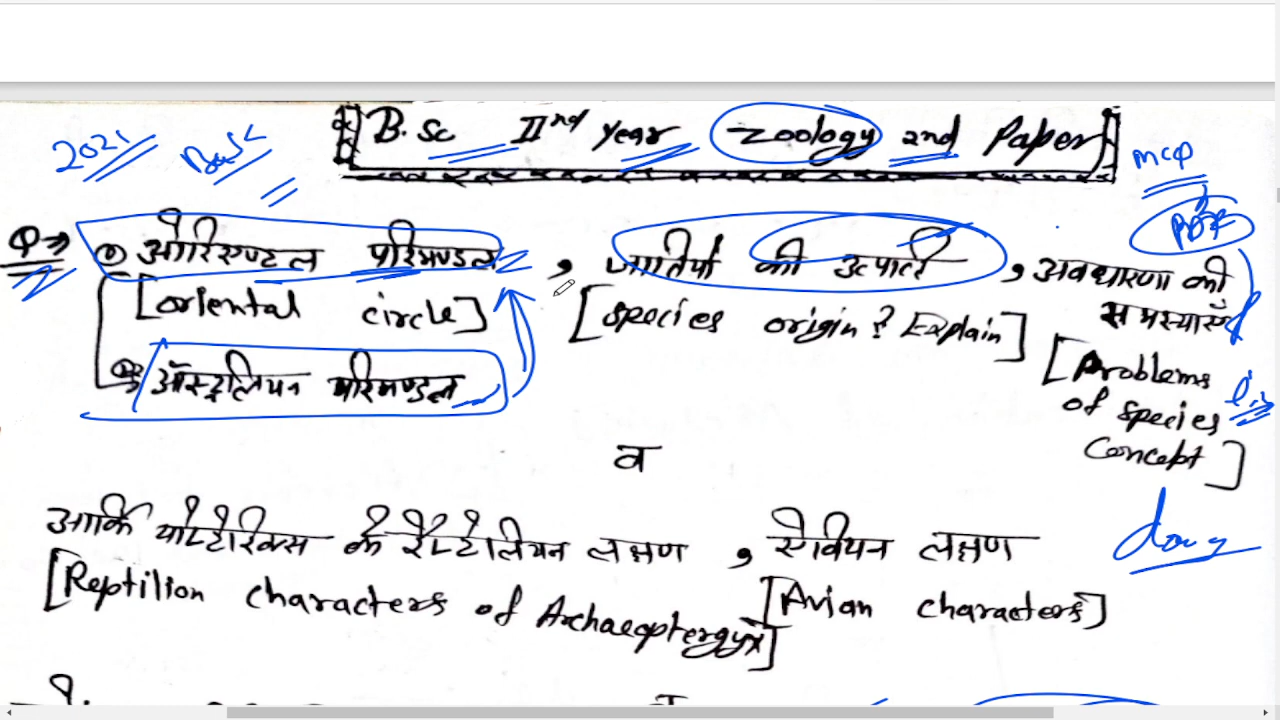 B.Sc IInd Year Zoology 2nd Paper
2021
MCQ
PDF
Q⇒ ① ओरिएण्टल परिमण्डल , जातियों की उत्पत्ति , अवधारणा की
समस्याएँ
[oriental circle] [species origin? Explain]
② ऑस्ट्रेलियन परिमण्डल
[Problems
of species
Concept]
व
आर्कियोप्टेरिक्स के रेप्टेलियन लक्षण , एवियन लक्षण
[Reptilion characters of Archaeoptergyx] [Avian characters]